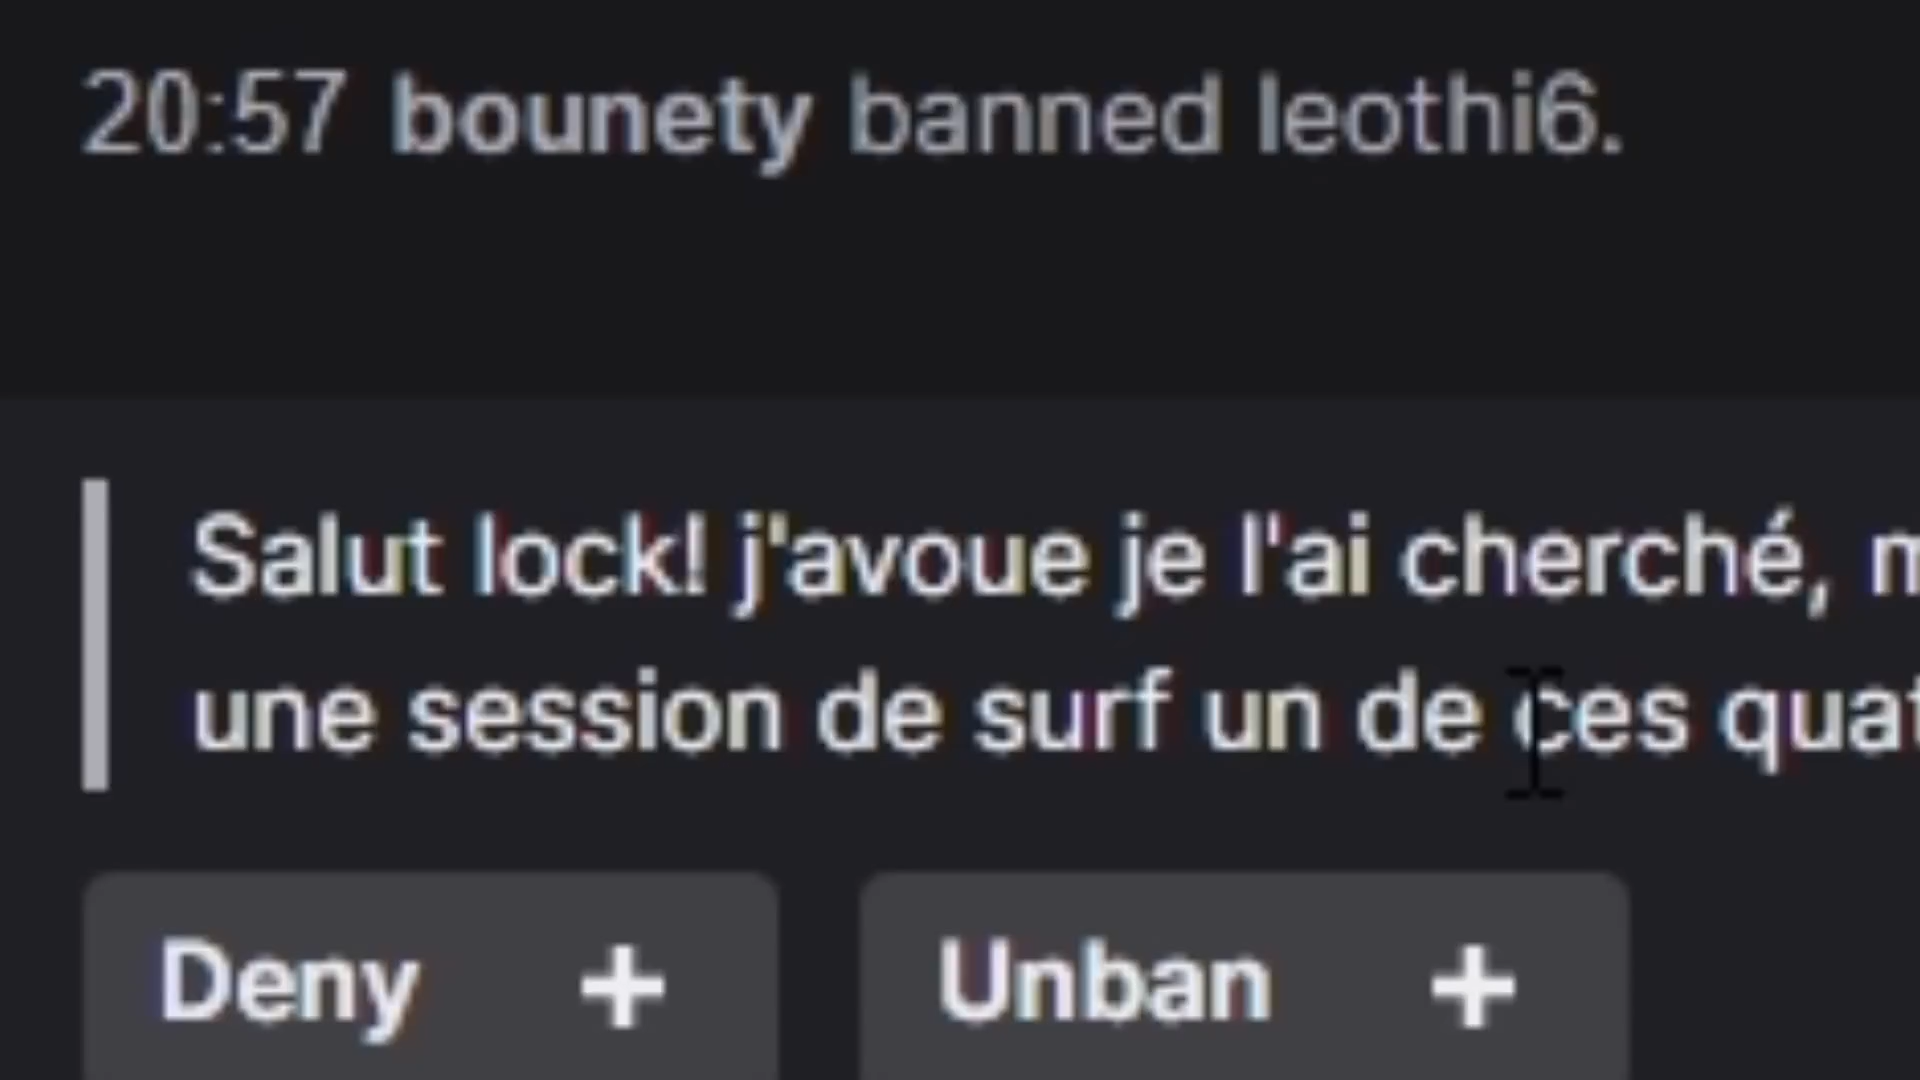 20:57 bounety banned leothi6.
Salut lock! j'avoue je l'ai cherché,
une session de surf un de ces
Deny +
Unban +